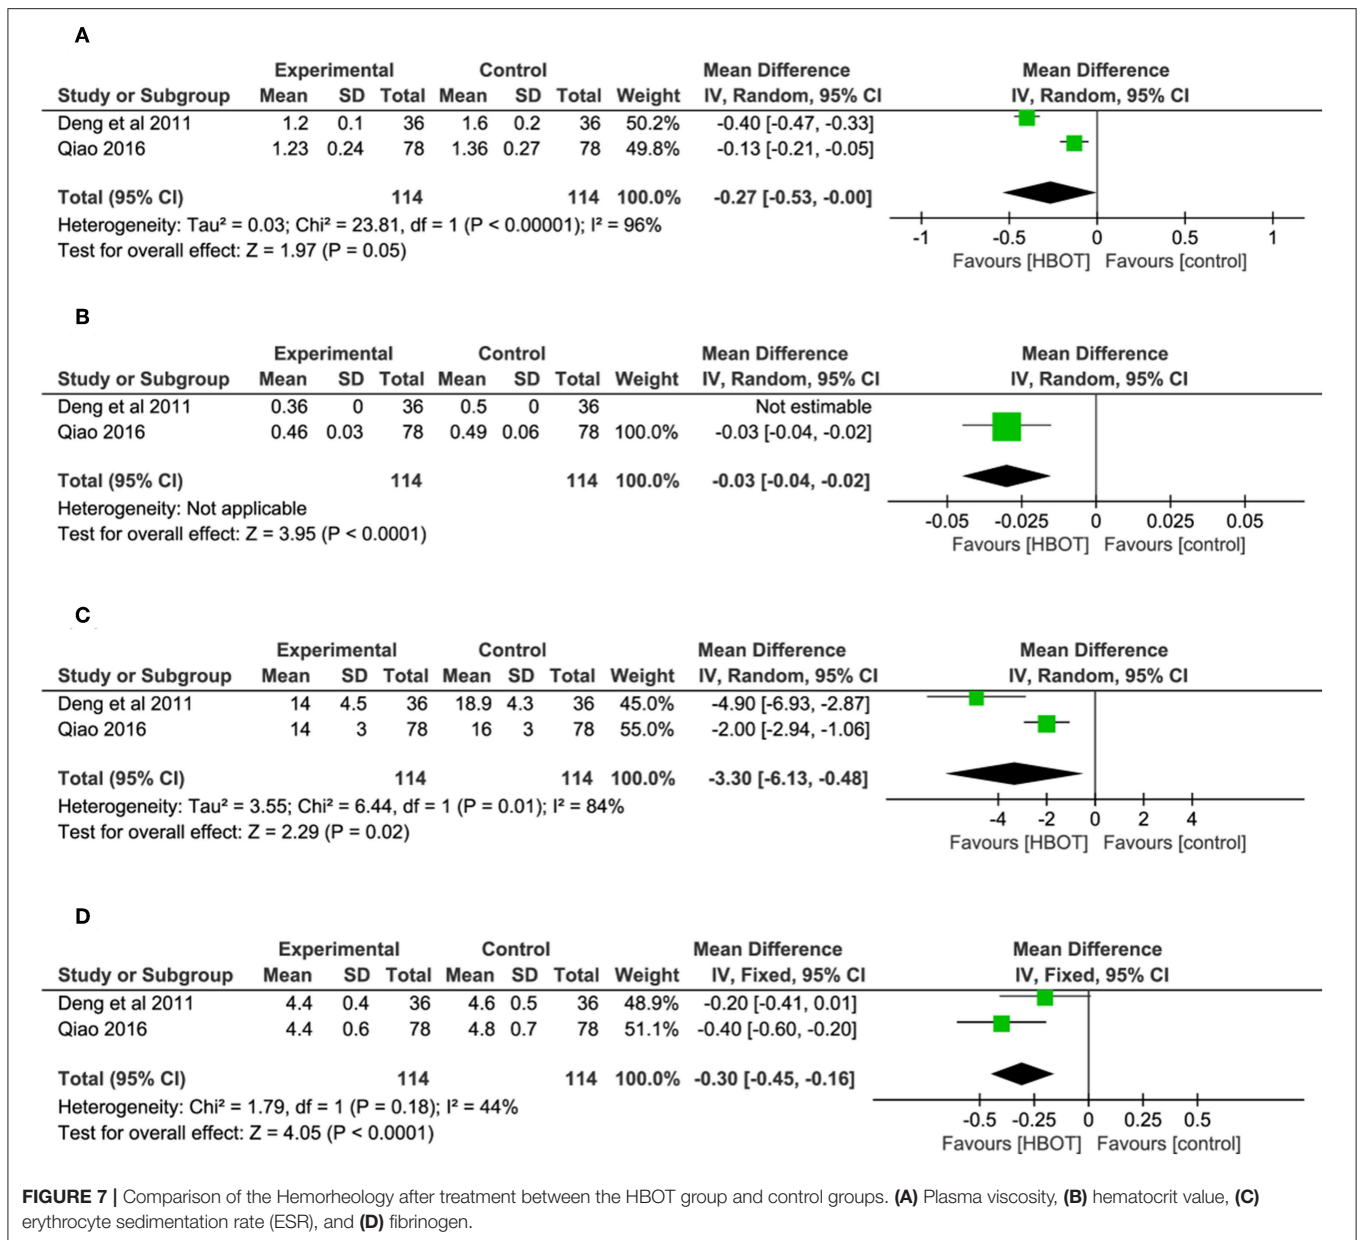 A
Experimental Control Mean Difference Mean Difference
Study or Subgroup Mean SD Total Mean SD Total Weight IV, Random, 95% CI IV, Random, 95% CI
Deng et al 2011 1.2 0.1 36 1.6 0.2 36 50.2% -0.40 [-0.47, -0.33]
Qiao 2016 1.23 0.24 78 1.36 0.27 78 49.8% -0.13 [-0.21, -0.05]
Total (95% CI) 114 114 100.0% -0.27 [-0.53, -0.00]
Heterogeneity: Tau² = 0.03; Chi² = 23.81, df = 1 (P < 0.00001); I² = 96%
Test for overall effect: Z = 1.97 (P = 0.05)
-1 -0.5 0 0.5 1
Favours [HBOT] Favours [control]
B
Experimental Control Mean Difference Mean Difference
Study or Subgroup Mean SD Total Mean SD Total Weight IV, Random, 95% CI IV, Random, 95% CI
Deng et al 2011 0.36 0 36 0.5 0 36 Not estimable
Qiao 2016 0.46 0.03 78 0.49 0.06 78 100.0% -0.03 [-0.04, -0.02]
Total (95% CI) 114 114 100.0% -0.03 [-0.04, -0.02]
Heterogeneity: Not applicable
Test for overall effect: Z = 3.95 (P < 0.0001)
-0.05 -0.025 0 0.025 0.05
Favours [HBOT] Favours [control]
C
Experimental Control Mean Difference Mean Difference
Study or Subgroup Mean SD Total Mean SD Total Weight IV, Random, 95% CI IV, Random, 95% CI
Deng et al 2011 14 4.5 36 18.9 4.3 36 45.0% -4.90 [-6.93, -2.87]
Qiao 2016 14 3 78 16 3 78 55.0% -2.00 [-2.94, -1.06]
Total (95% CI) 114 114 100.0% -3.30 [-6.13, -0.48]
Heterogeneity: Tau² = 3.55; Chi² = 6.44, df = 1 (P = 0.01); I² = 84%
Test for overall effect: Z = 2.29 (P = 0.02)
-4 -2 0 2 4
Favours [HBOT] Favours [control]
D
Experimental Control Mean Difference Mean Difference
Study or Subgroup Mean SD Total Mean SD Total Weight IV, Fixed, 95% CI IV, Fixed, 95% CI
Deng et al 2011 4.4 0.4 36 4.6 0.5 36 48.9% -0.20 [-0.41, 0.01]
Qiao 2016 4.4 0.6 78 4.8 0.7 78 51.1% -0.40 [-0.60, -0.20]
Total (95% CI) 114 114 100.0% -0.30 [-0.45, -0.16]
Heterogeneity: Chi² = 1.79, df = 1 (P = 0.18); I² = 44%
Test for overall effect: Z = 4.05 (P < 0.0001)
-0.5 -0.25 0 0.25 0.5
Favours [HBOT] Favours [control]
FIGURE 7 | Comparison of the Hemorheology after treatment between the HBOT group and control groups. (A) Plasma viscosity, (B) hematocrit value, (C)
erythrocyte sedimentation rate (ESR), and (D) fibrinogen.